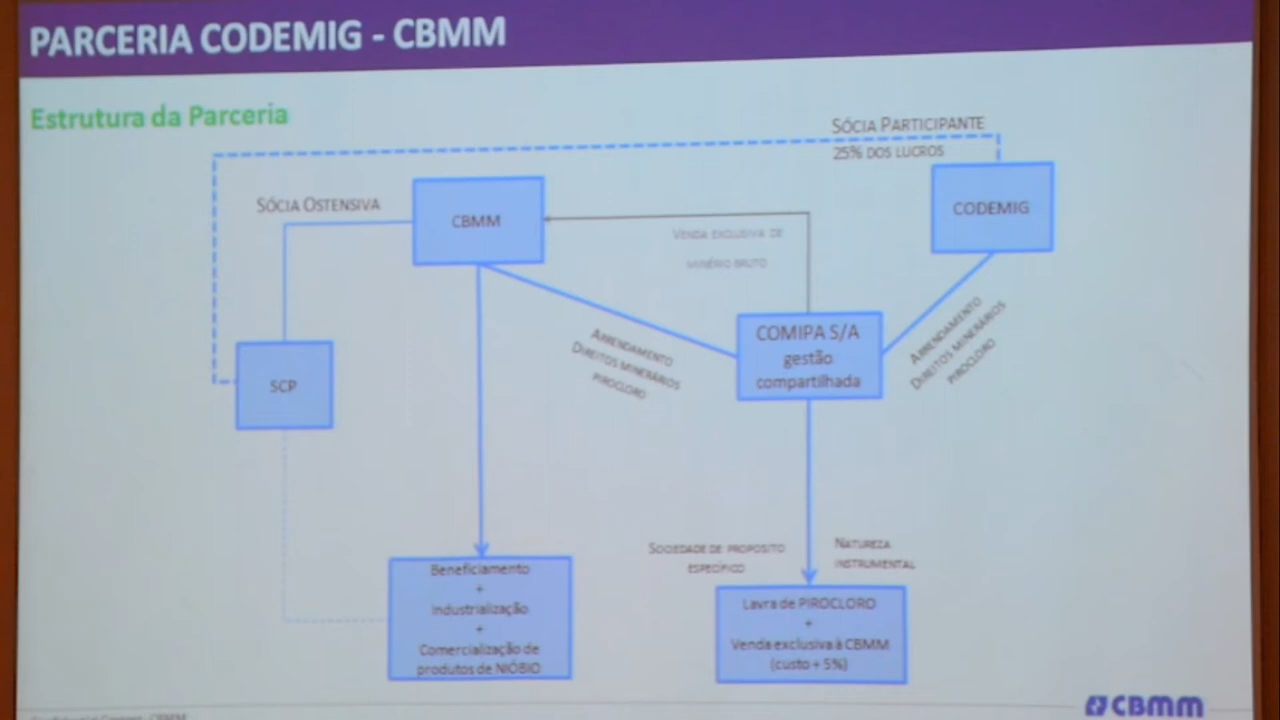 PARCERIA CODEMIG - CBMM
Estrutura da Parceria
SÓCIA PARTICIPANTE
25% DOS LUCROS
SÓCIA OSTENSIVA
CBMM
CODEMIG
VENDA EXCLUSIVA DE
MINÉRIO BRUTO
COMIPA S/A
gestão
compartilhada
ARRENDAMENTO
DIREITOS MINERÁRIOS
PIROCLORO
ARRENDAMENTO
DIREITOS MINERÁRIOS
PIROCLORO
SCP
SOCIEDADE DE PROPOSITO
ESPECÍFICO
NATUREZA
INSTRUMENTAL
Beneficiamento
+
Industrialização
+
Comercialização de
produtos de NIÓBIO
Lavra de PIROCLORO
+
Venda exclusiva à CBMM
(custo + 5%)
CBMM
CBMM